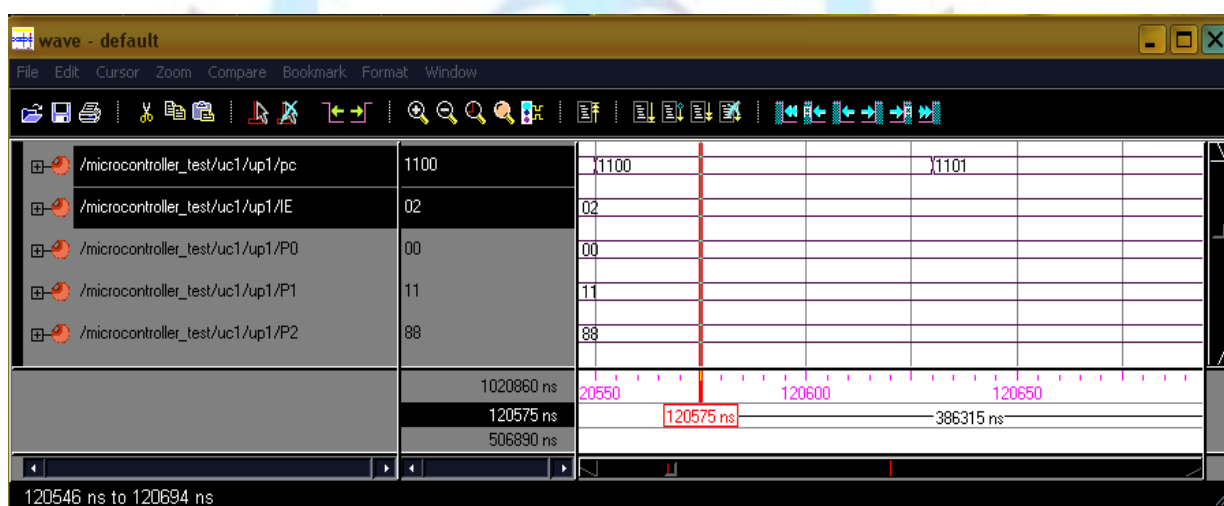 wave - default
File Edit Cursor Zoom Compare Bookmark Format Window
/microcontroller_test/uc1/up1/pc 1100 1100 1101
/microcontroller_test/uc1/up1/IE 02 02
/microcontroller_test/uc1/up1/P0 00 00
/microcontroller_test/uc1/up1/P1 11 11
/microcontroller_test/uc1/up1/P2 88 88
1020860 ns 20550 120600 120650
120575 ns 120575 ns 386315 ns
506890 ns
120546 ns to 120694 ns